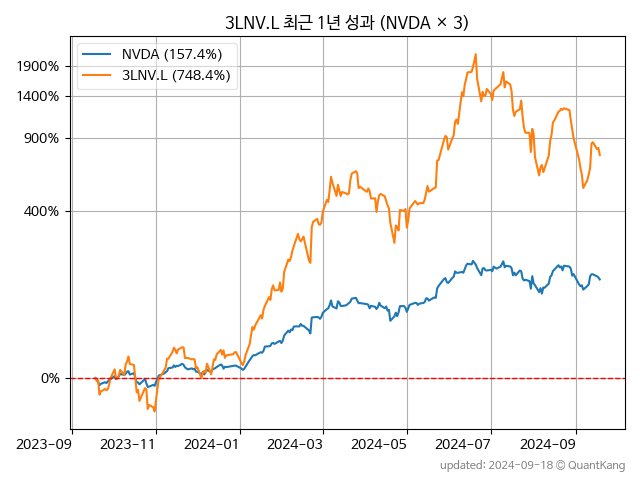 3LNV.L 최근 1년 성과 (NVDA × 3)
NVDA (157.4%)
3LNV.L (748.4%)
1900%
1400%
900%
400%
0%
2023-09 2023-11 2024-01 2024-03 2024-05 2024-07 2024-09
updated: 2024-09-18 © QuantKang